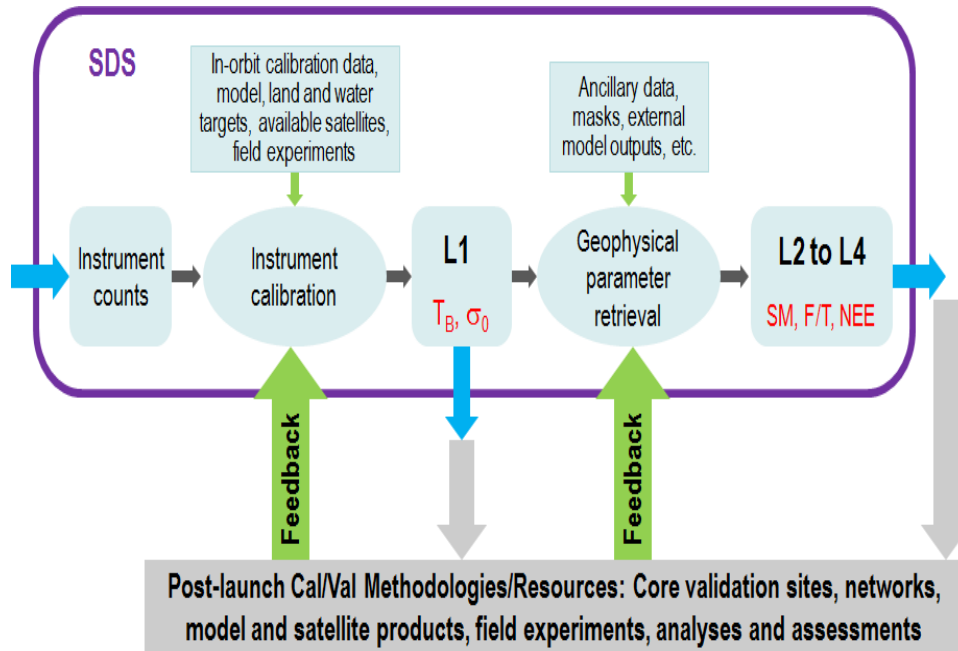 SDS
In-orbit calibration data,
model, land and water
targets, available satellites,
field experiments
Ancillary data,
masks, external
model outputs, etc.
Instrument
counts
Instrument
calibration
L1
T_B, σ_0
Geophysical
parameter
retrieval
L2 to L4
SM, F/T, NEE
Feedback
Feedback
Post-launch Cal/Val Methodologies/Resources: Core validation sites, networks,
model and satellite products, field experiments, analyses and assessments